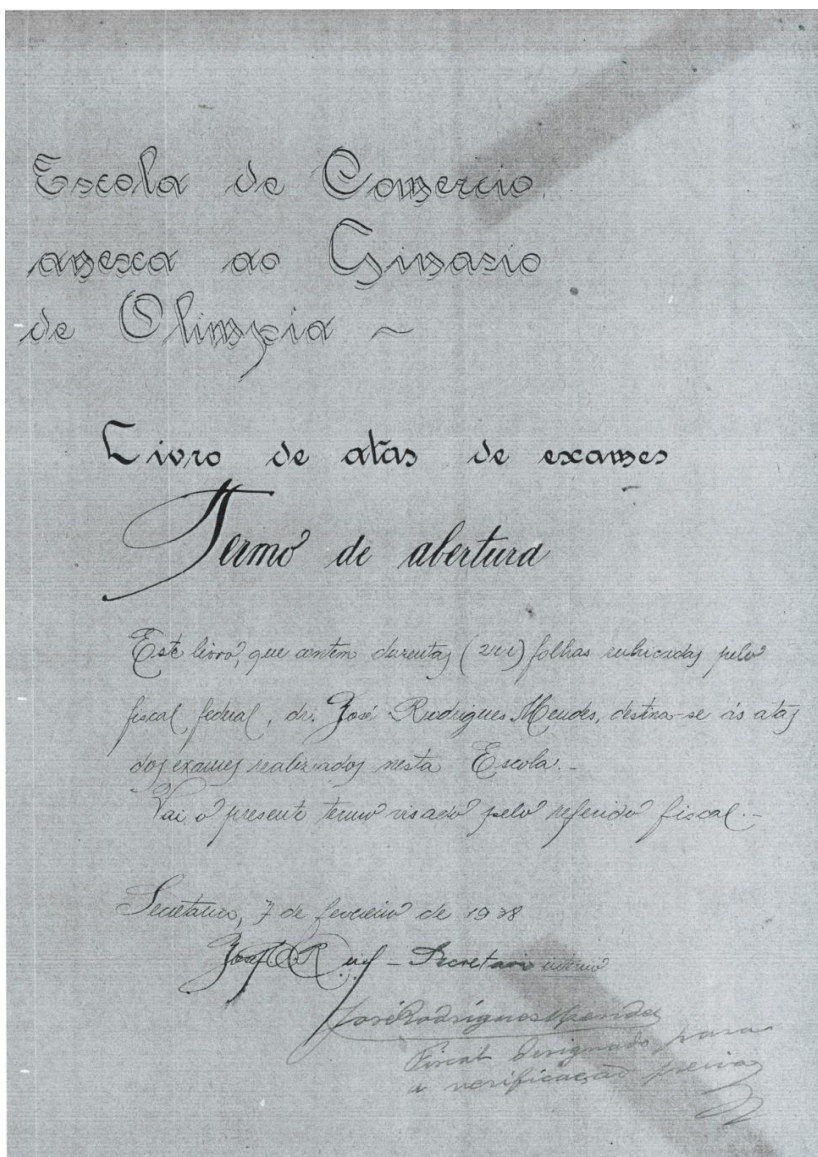 Escola de Comercio
anexa ao Ginasio
de Olimpia ~
Livro de atas de exames
Termo de abertura
Este livro, que contem duzentas (200) folhas rubricadas pelo
fiscal federal, dr. José Rodrigues Mendes, destina-se ás atas
dos exames realizados nesta Escola.-
Vai o presente termo visado pelo referido fiscal.-
Secretaria, 7 de fevereiro de 1938
- Secretario interino
José Rodrigues Mendes
Fiscal designado para
a verificação previa